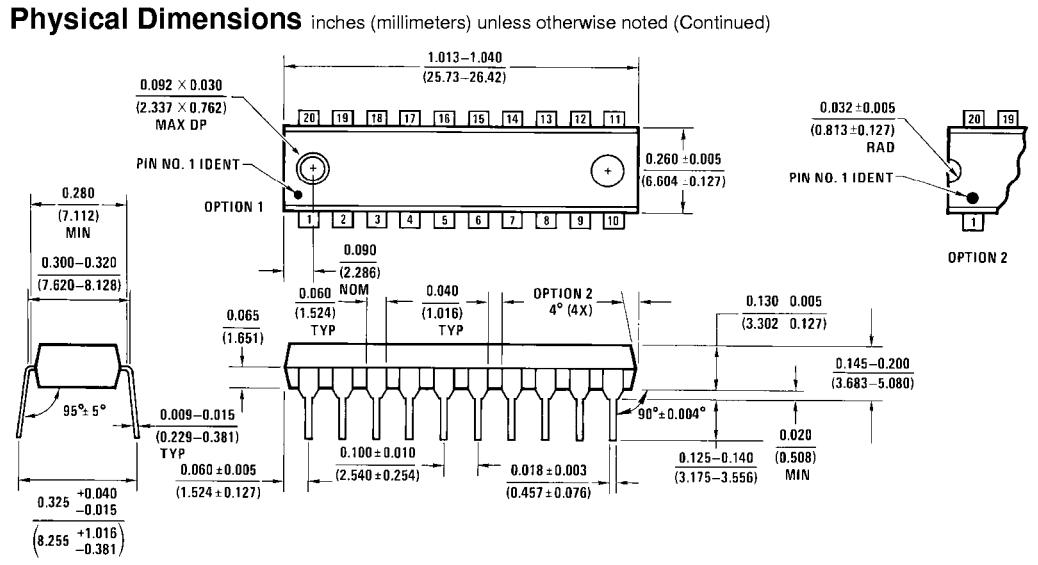 Physical Dimensions inches (millimeters) unless otherwise noted (Continued)
1.013–1.040
(25.73–26.42)
0.092 × 0.030
(2.337 × 0.762)
MAX DP
20 19 18 17 16 15 14 13 12 11
PIN NO. 1 IDENT
OPTION 1
1 2 3 4 5 6 7 8 9 10
0.260 ±0.005
(6.604 ±0.127)
0.032 ±0.005
(0.813±0.127)
RAD
20 19
PIN NO. 1 IDENT
1
OPTION 2
0.280
(7.112)
MIN
0.300–0.320
(7.620–8.128)
0.090
(2.286)
NOM
0.060
(1.524)
TYP
0.040
(1.016)
TYP
OPTION 2
4° (4X)
0.130 0.005
(3.302 0.127)
0.065
(1.651)
0.145–0.200
(3.683–5.080)
95°± 5°
0.009–0.015
(0.229–0.381)
TYP
90°±0.004°
0.020
(0.508)
MIN
0.125–0.140
(3.175–3.556)
0.100±0.010
(2.540±0.254)
0.018±0.003
(0.457±0.076)
0.060 ±0.005
(1.524 ±0.127)
0.325 +0.040
–0.015
(8.255 +1.016
–0.381)